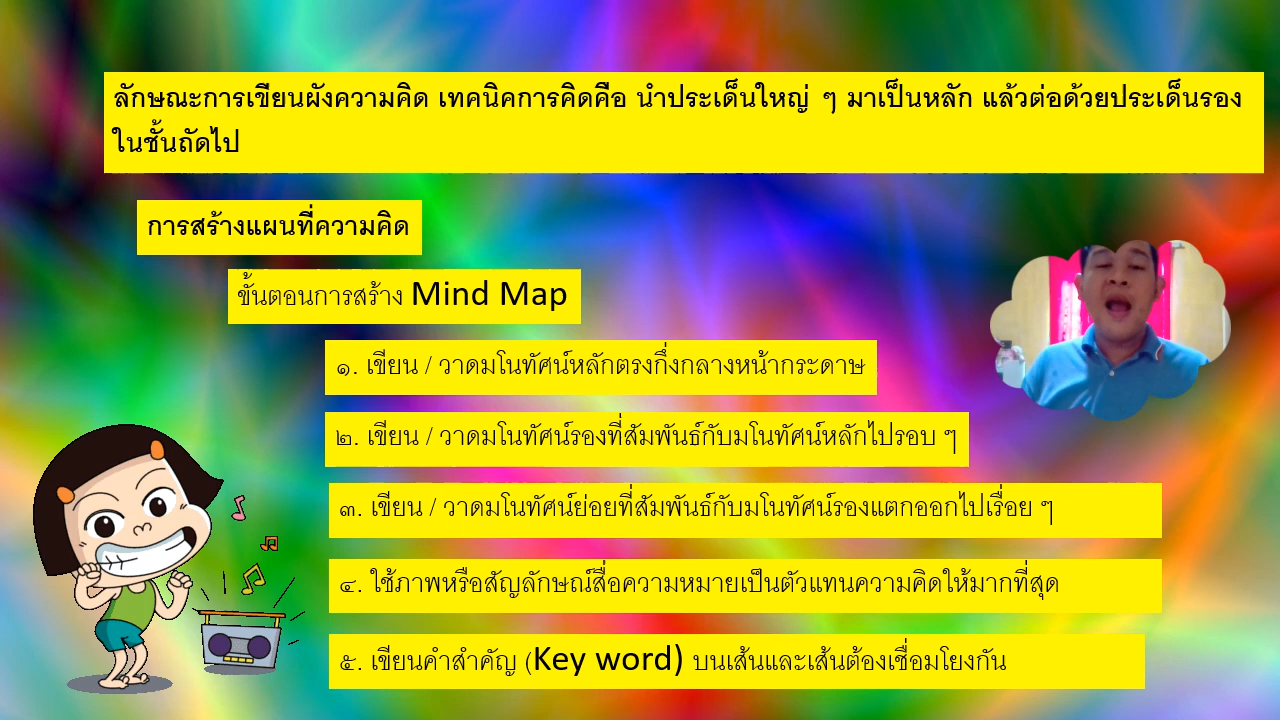 ลักษณะการเขียนผังความคิด เทคนิคการคิดคือ นำประเด็นใหญ่ ๆ มาเป็นหลัก แล้วต่อด้วยประเด็นรอง
ในชั้นถัดไป
การสร้างแผนที่ความคิด
ขั้นตอนการสร้าง Mind Map
๑. เขียน / วาดมโนทัศน์หลักตรงกึ่งกลางหน้ากระดาษ
๒. เขียน / วาดมโนทัศน์รองที่สัมพันธ์กับมโนทัศน์หลักไปรอบ ๆ
๓. เขียน / วาดมโนทัศน์ย่อยที่สัมพันธ์กับมโนทัศน์รองแตกออกไปเรื่อย ๆ
๔. ใช้ภาพหรือสัญลักษณ์สื่อความหมายเป็นตัวแทนความคิดให้มากที่สุด
๕. เขียนคำสำคัญ (Key word) บนเส้นและเส้นต้องเชื่อมโยงกัน